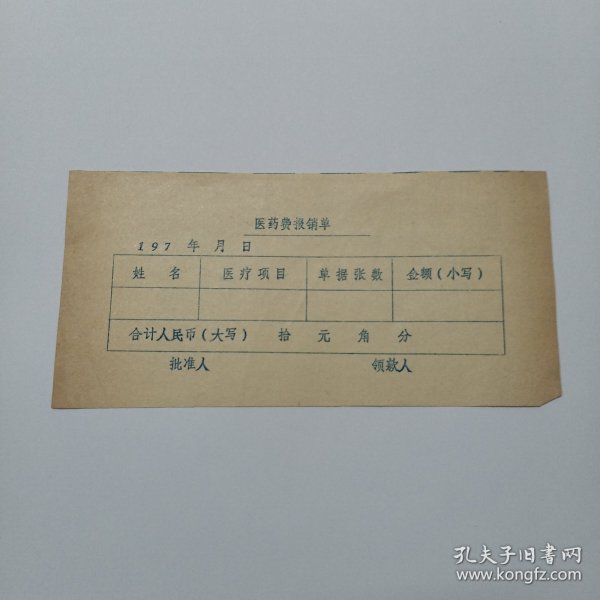 医药费报销单
197 年 月 日
姓 名 医疗项目 单据张数 金额(小写)
合计人民币(大写) 拾 元 角 分
批准人 领款人
孔夫子旧书网
www.kongfz.com